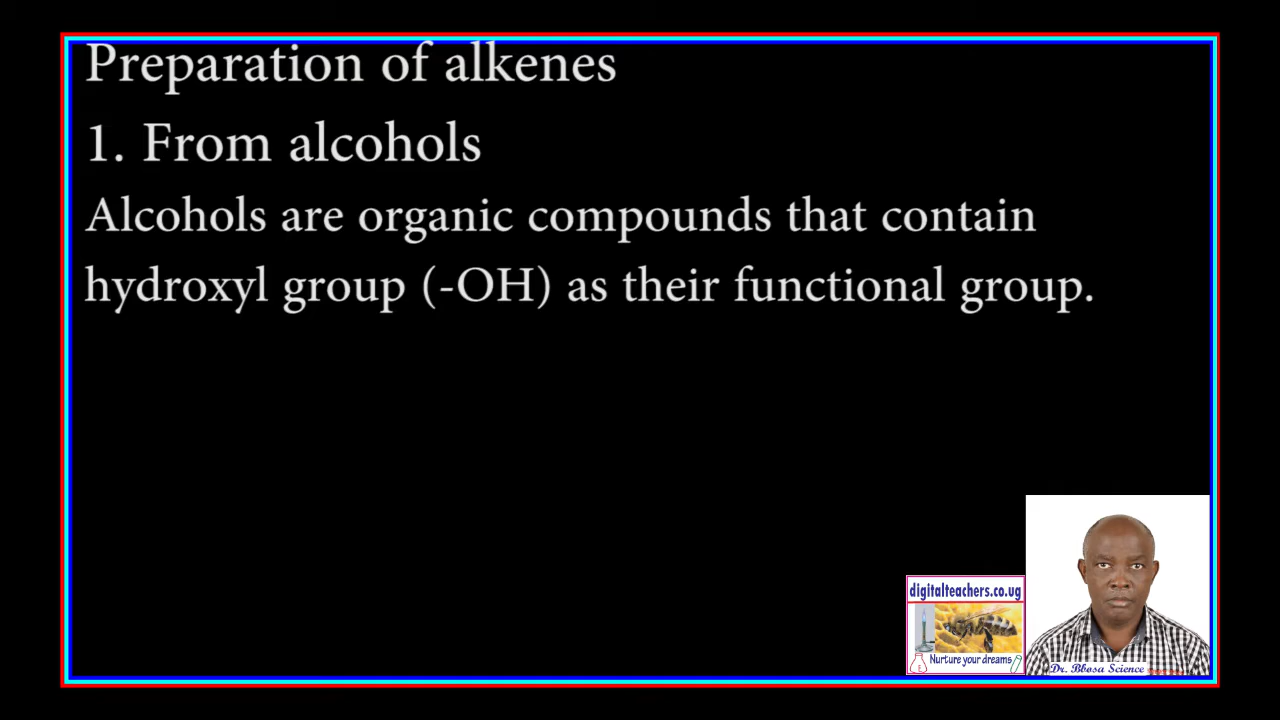 Preparation of alkenes
1. From alcohols
Alcohols are organic compounds that contain
hydroxyl group (-OH) as their functional group.
digitalteachers.co.ug
Nurture your dreams
Dr. Bbosa Science